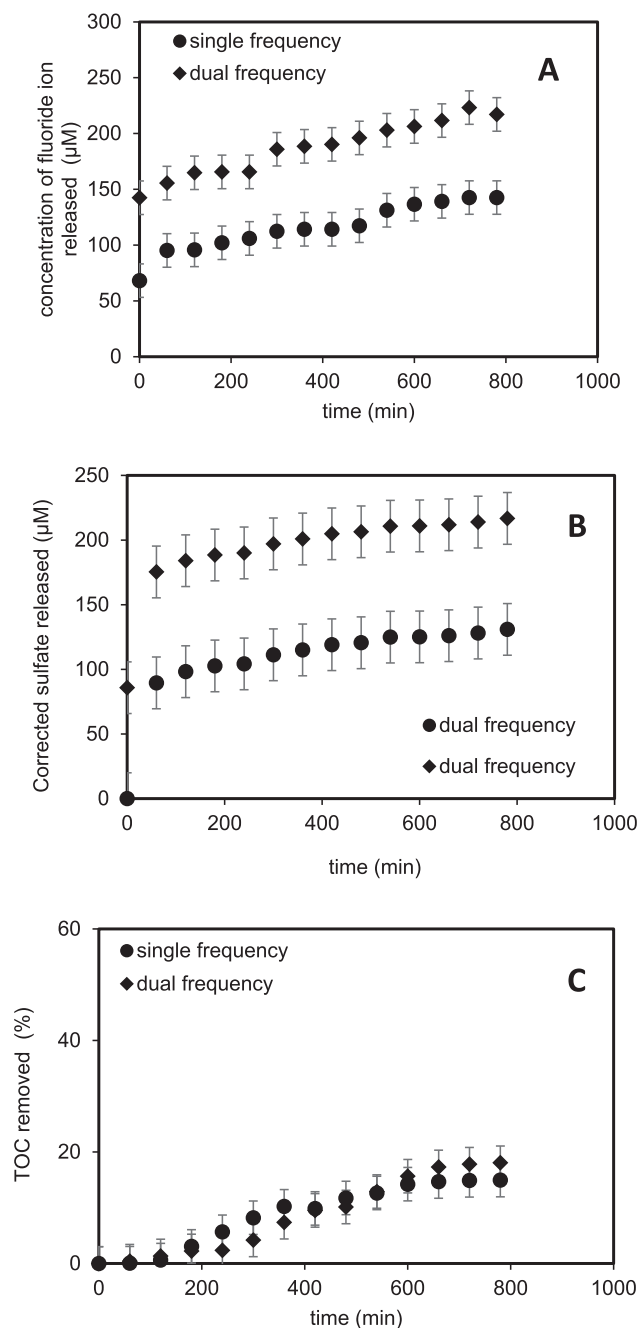 300
250
200
150
100
50
0
concentration of fluoride ion
released (µM)
single frequency
dual frequency
A
0 200 400 600 800 1000
time (min)
250
200
150
100
50
0
Corrected sulfate released (µM)
B
dual frequency
dual frequency
0 200 400 600 800 1000
time (min)
60
40
20
0
TOC removed (%)
single frequency
dual frequency
C
0 200 400 600 800 1000
time (min)